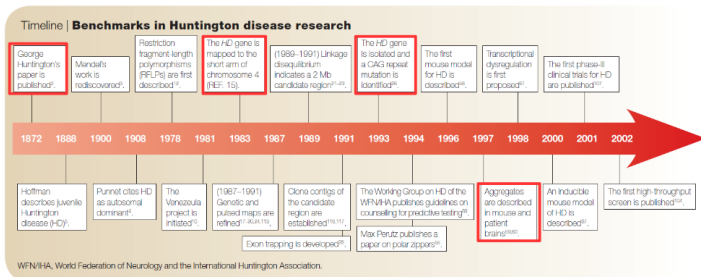 Timeline | Benchmarks in Huntington disease research
George
Huntington's
paper is
published².
Mendel's
work is
rediscovered³.
Restriction
fragment-length
polymorphisms
(RFLPs) are first
described¹².
The HD gene is
mapped to the
short arm of
chromosome 4
(REF. 15).
(1989–1991) Linkage
disequilibrium
indicates a 2 Mb
candidate region
The HD gene
is isolated and
a CAG repeat
mutation is
identified
The first
mouse model
for HD is
described
Transcriptional
dysregulation
is first
proposed
The first phase-II
clinical trials for HD
are published
1872
1888
1900
1908
1978
1981
1983
1987
1989
1991
1993
1994
1996
1997
1998
2000
2001
2002
Hoffman
describes juvenile
Huntington
disease (HD)
Punnet cites HD
as autosomal
dominant⁴.
The
Venezeula
project is
initiated
(1987–1991)
Genetic and
pulsed maps are
refined
Clone contigs of
the candidate
region are
established
Exon trapping is developed
The Working Group on HD of the
WFN/IHA publishes guidelines on
counselling for predictive testing
Max Perutz publishes a
paper on polar zippers
Aggregates
are described
in mouse and
patient
brains
An inducible
mouse model
of HD is
described
The first high-throughput
screen is published
WFN/IHA, World Federation of Neurology and the International Huntington Association.